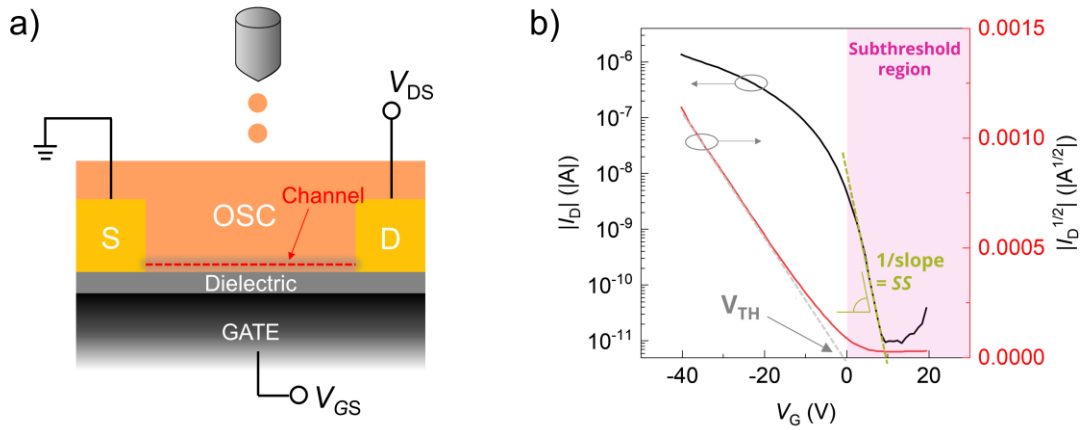 a)
V_DS
Channel
OSC
S
D
Dielectric
GATE
V_GS
b)
Subthreshold
region
10^-6
10^-7
10^-8
10^-9
10^-10
10^-11
|I_D| (|A|)
0.0015
0.0010
0.0005
0.0000
|I_D^1/2| (|A^1/2|)
1/slope
= SS
V_TH
-40
-20
0
20
V_G (V)